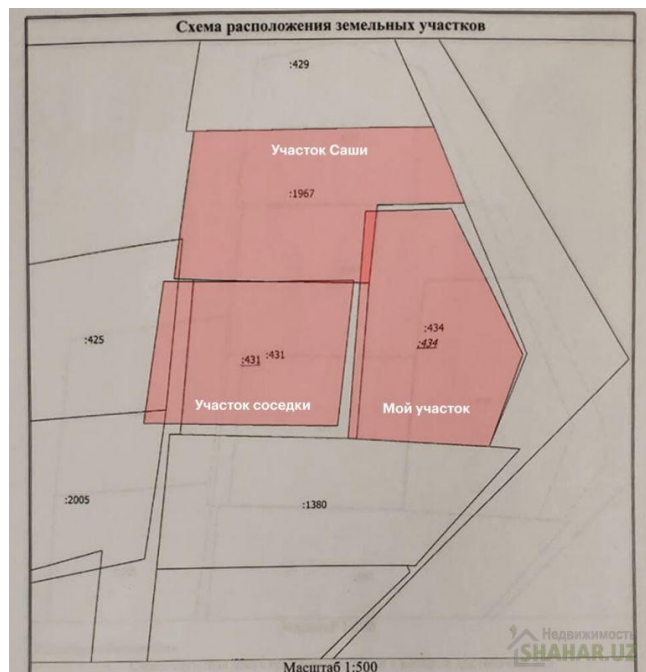 Схема расположения земельных участков
:429
Участок Саши
:1967
:425
:434
:434
:431 :431
Участок соседки
Мой участок
:2005
:1380
Недвижимость
SHAHAR.UZ
Масштаб 1:500